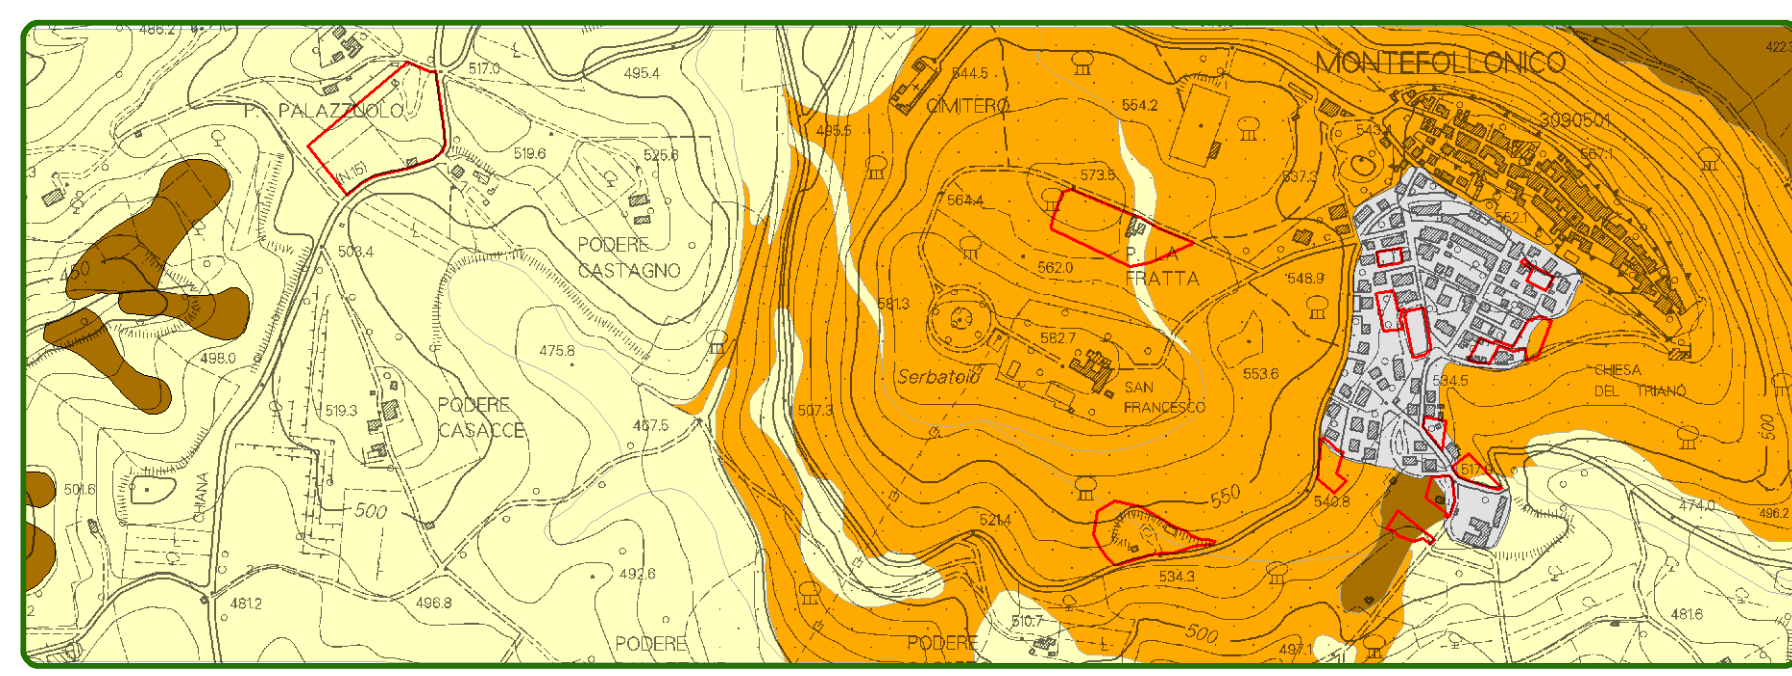 486.2
517.0
495.4
P. PALAZZUOLO
N.151
519.6
525.6
503.4
PODERE
CASTAGNO
498.0
475.8
519.3
PODERE
CASACCE
467.5
501.6
CHIANA
500
492.6
481.2
496.8
PODERE
544.5
CIMITERO
495.5
554.2
573.5
564.4
537.3
562.0
P. LA
FRATTA
548.9
581.3
582.7
Serbatoio
SAN
FRANCESCO
553.6
507.3
550
521.4
534.3
540.8
510.7
500
497.1
PODERE
MONTEFOLLONICO
3090501
543.4
567.1
552.1
534.5
CHIESA
DEL TRIANO
500
517.9
474.0
496.2
481.6